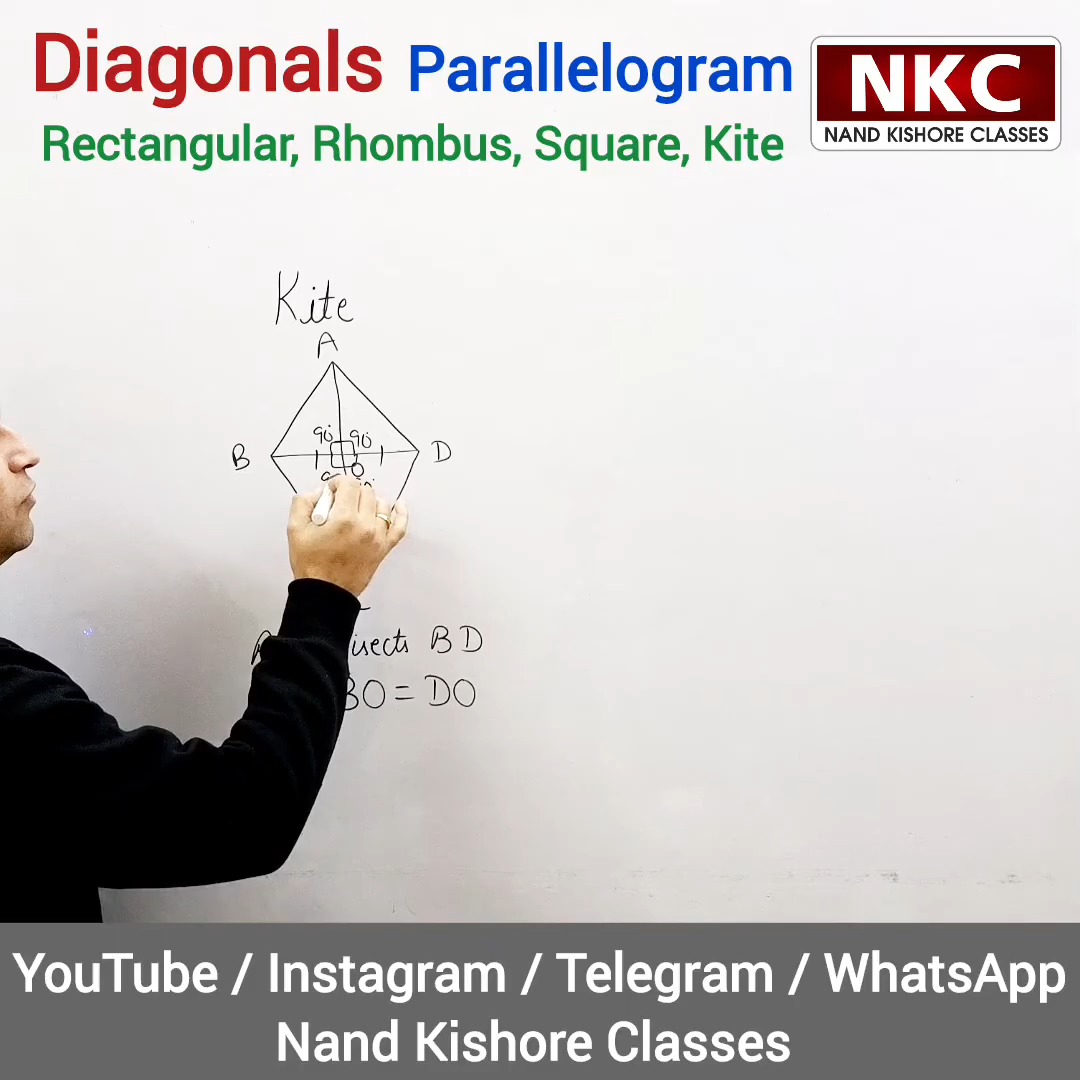 Diagonals Parallelogram
Rectangular, Rhombus, Square, Kite
NKC
NAND KISHORE CLASSES
Kite
A
90° 90°
B D
O
BD
BO = DO
YouTube / Instagram / Telegram / WhatsApp
Nand Kishore Classes